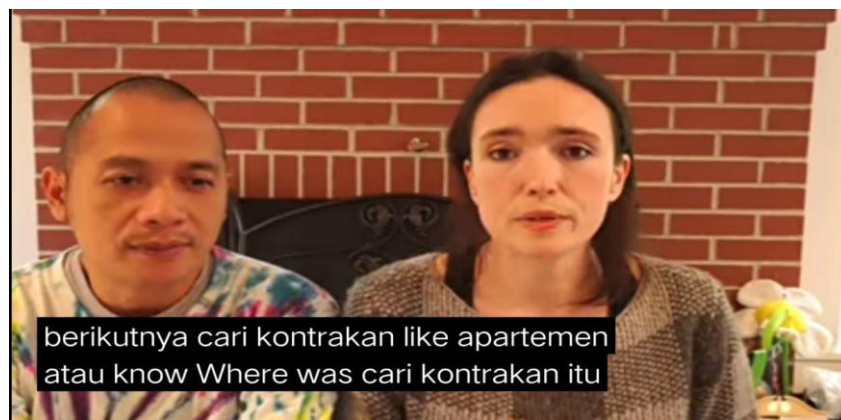 berikutnya cari kontrakan like apartemen
atau know Where was cari kontrakan itu